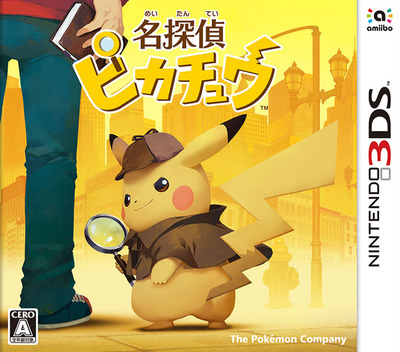 めい たん てい
名探偵
ピカチュウ
TM
amiibo
NINTENDO 3DS
TM
CERO
A
The Pokémon Company